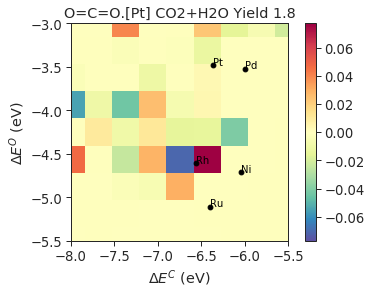 O=C=O.[Pt] CO2+H2O Yield 1.8
−3.0
−3.5
−4.0
−4.5
−5.0
−5.5
ΔE^O (eV)
Pt
Pd
Rh
Ni
Ru
−8.0 −7.5 −7.0 −6.5 −6.0 −5.5
ΔE^C (eV)
0.06
0.04
0.02
0.00
−0.02
−0.04
−0.06